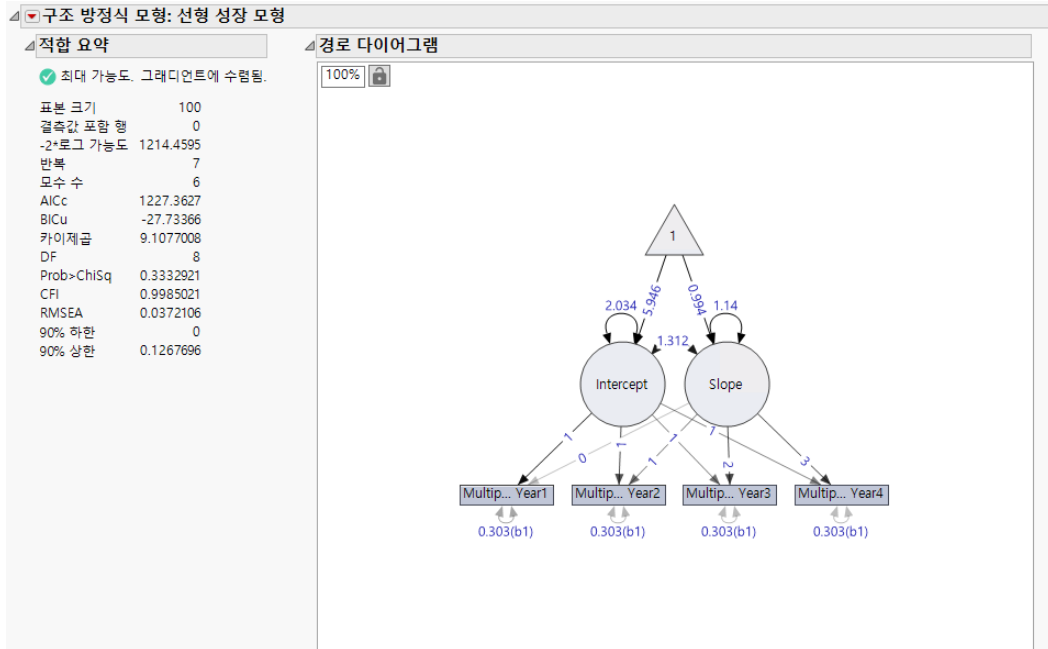 구조 방정식 모형: 선형 성장 모형
적합 요약
최대 가능도. 그래디언트에 수렴됨.
표본 크기 100
결측값 포함 행 0
-2*로그 가능도 1214.4595
반복 7
모수 수 6
AICc 1227.3627
BICu -27.73366
카이제곱 9.1077008
DF 8
Prob>ChiSq 0.3332921
CFI 0.9985021
RMSEA 0.0372106
90% 하한 0
90% 상한 0.1267696
경로 다이어그램
100%
1
5.946 0.994
2.034 1.14
1.312
Intercept Slope
1 0 1 1 1 2 1 3
Multip... Year1 Multip... Year2 Multip... Year3 Multip... Year4
0.303(b1) 0.303(b1) 0.303(b1) 0.303(b1)